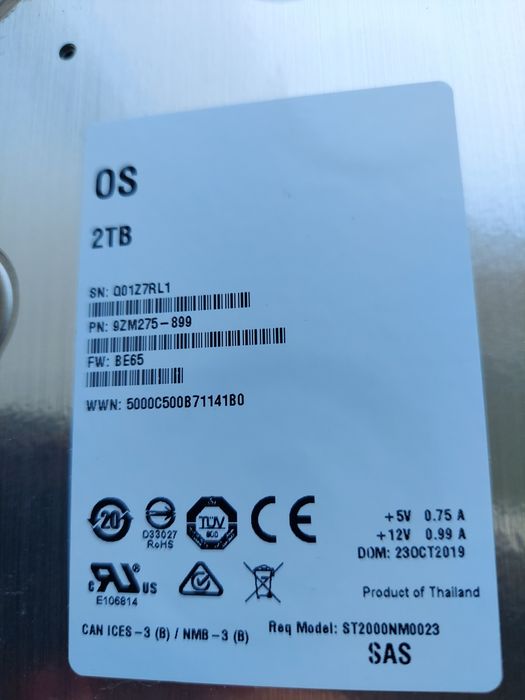 OS
2TB
SN: Q01Z7RL1
PN: 9ZM275-899
FW: BE65
WWN: 5000C500B71141B0
20
D33027
RoHS
TÜV
+5V 0.75 A
+12V 0.99 A
DOM: 23OCT2019
c RU US
E106814
Product of Thailand
CAN ICES-3 (B) / NMB-3 (B)
Reg Model: ST2000NM0023
SAS